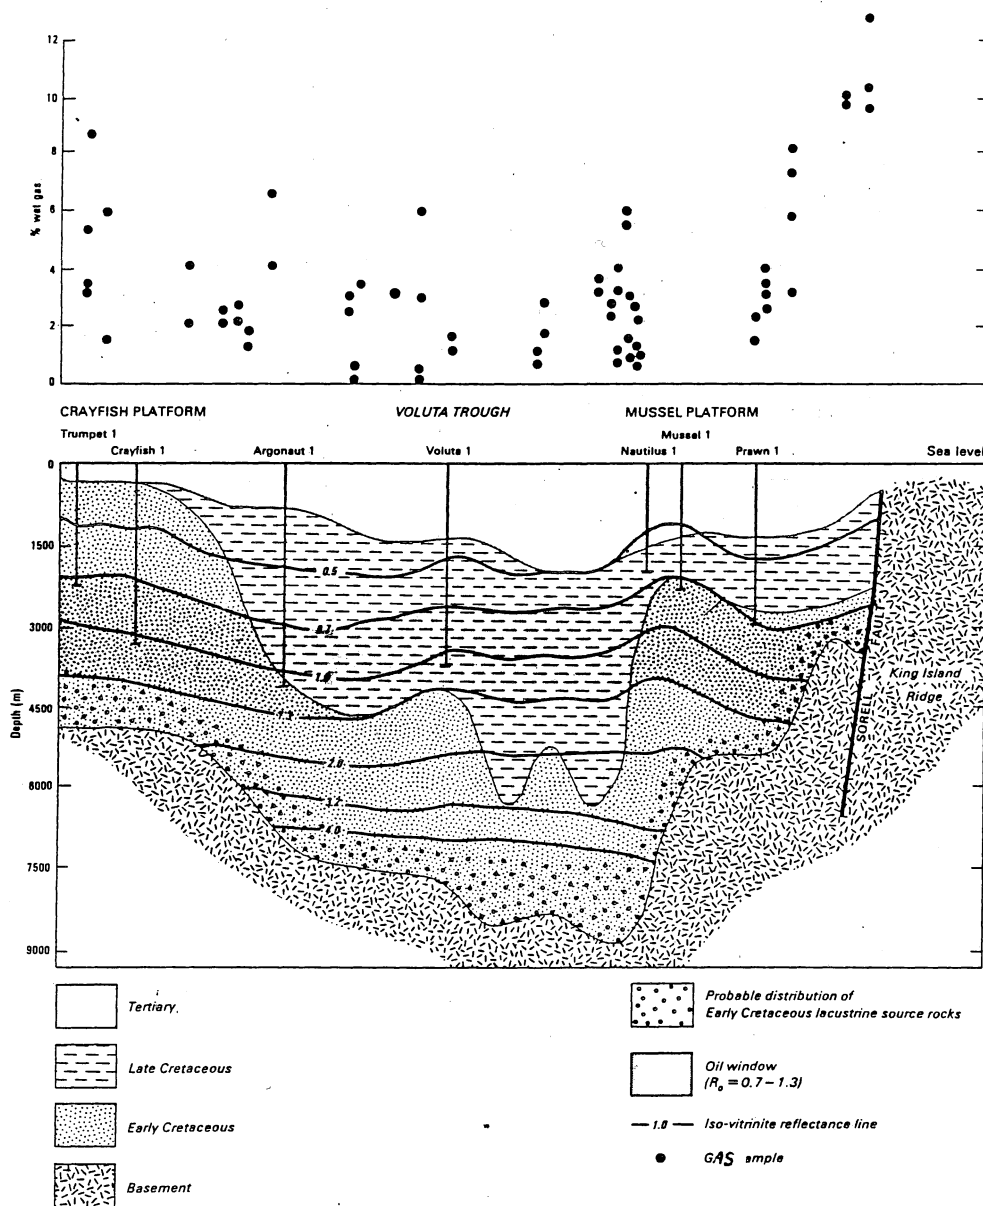 12
10
8
6
4
2
0
% wet gas
CRAYFISH PLATFORM
VOLUTA TROUGH
MUSSEL PLATFORM
Trumpet 1
Mussel 1
Crayfish 1
Argonaut 1
Voluta 1
Nautilus 1
Prawn 1
Sea level
0
1500
3000
4500
6000
7500
9000
Depth (m)
0.5
1.0
1.3
2.0
4.0
SOREL FAULT
King Island
Ridge
Tertiary
Late Cretaceous
Early Cretaceous
Basement
Probable distribution of
Early Cretaceous lacustrine source rocks
Oil window
(Ro = 0.7 – 1.3)
1.0 Iso-vitrinite reflectance line
GAS ample